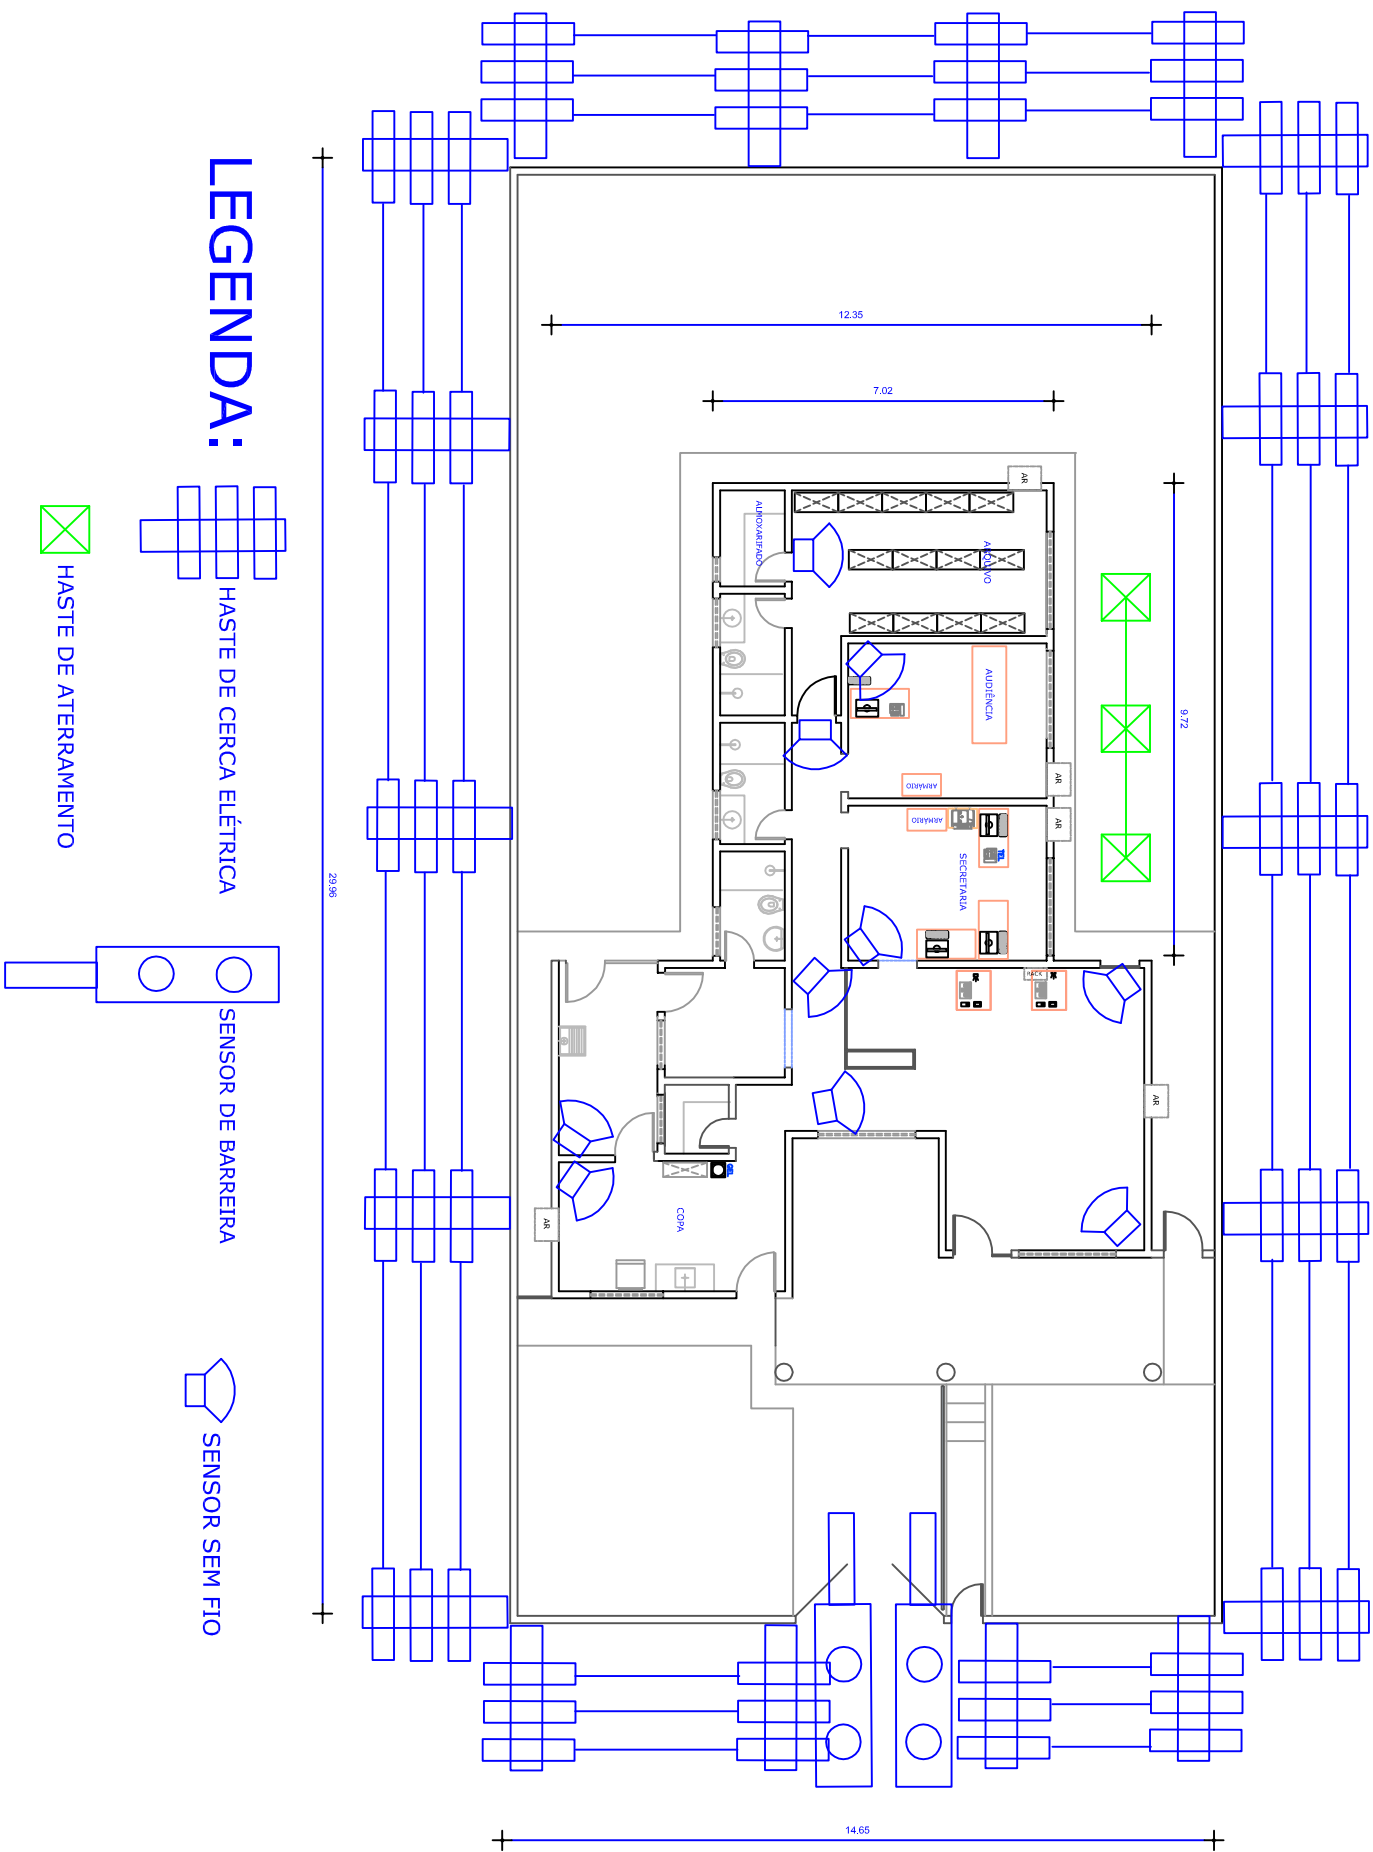 LEGENDA:
HASTE DE CERCA ELÉTRICA
HASTE DE ATERRAMENTO
SENSOR DE BARREIRA
SENSOR SEM FIO
29.96
12.35
7.02
9.72
14.65
AR
ALMOXARIFADO
ARQUIVO
AUDIÊNCIA
ARMÁRIO
AR
ARMÁRIO
AR
TEL
SECRETARIA
RACK
AR
COPA
AR